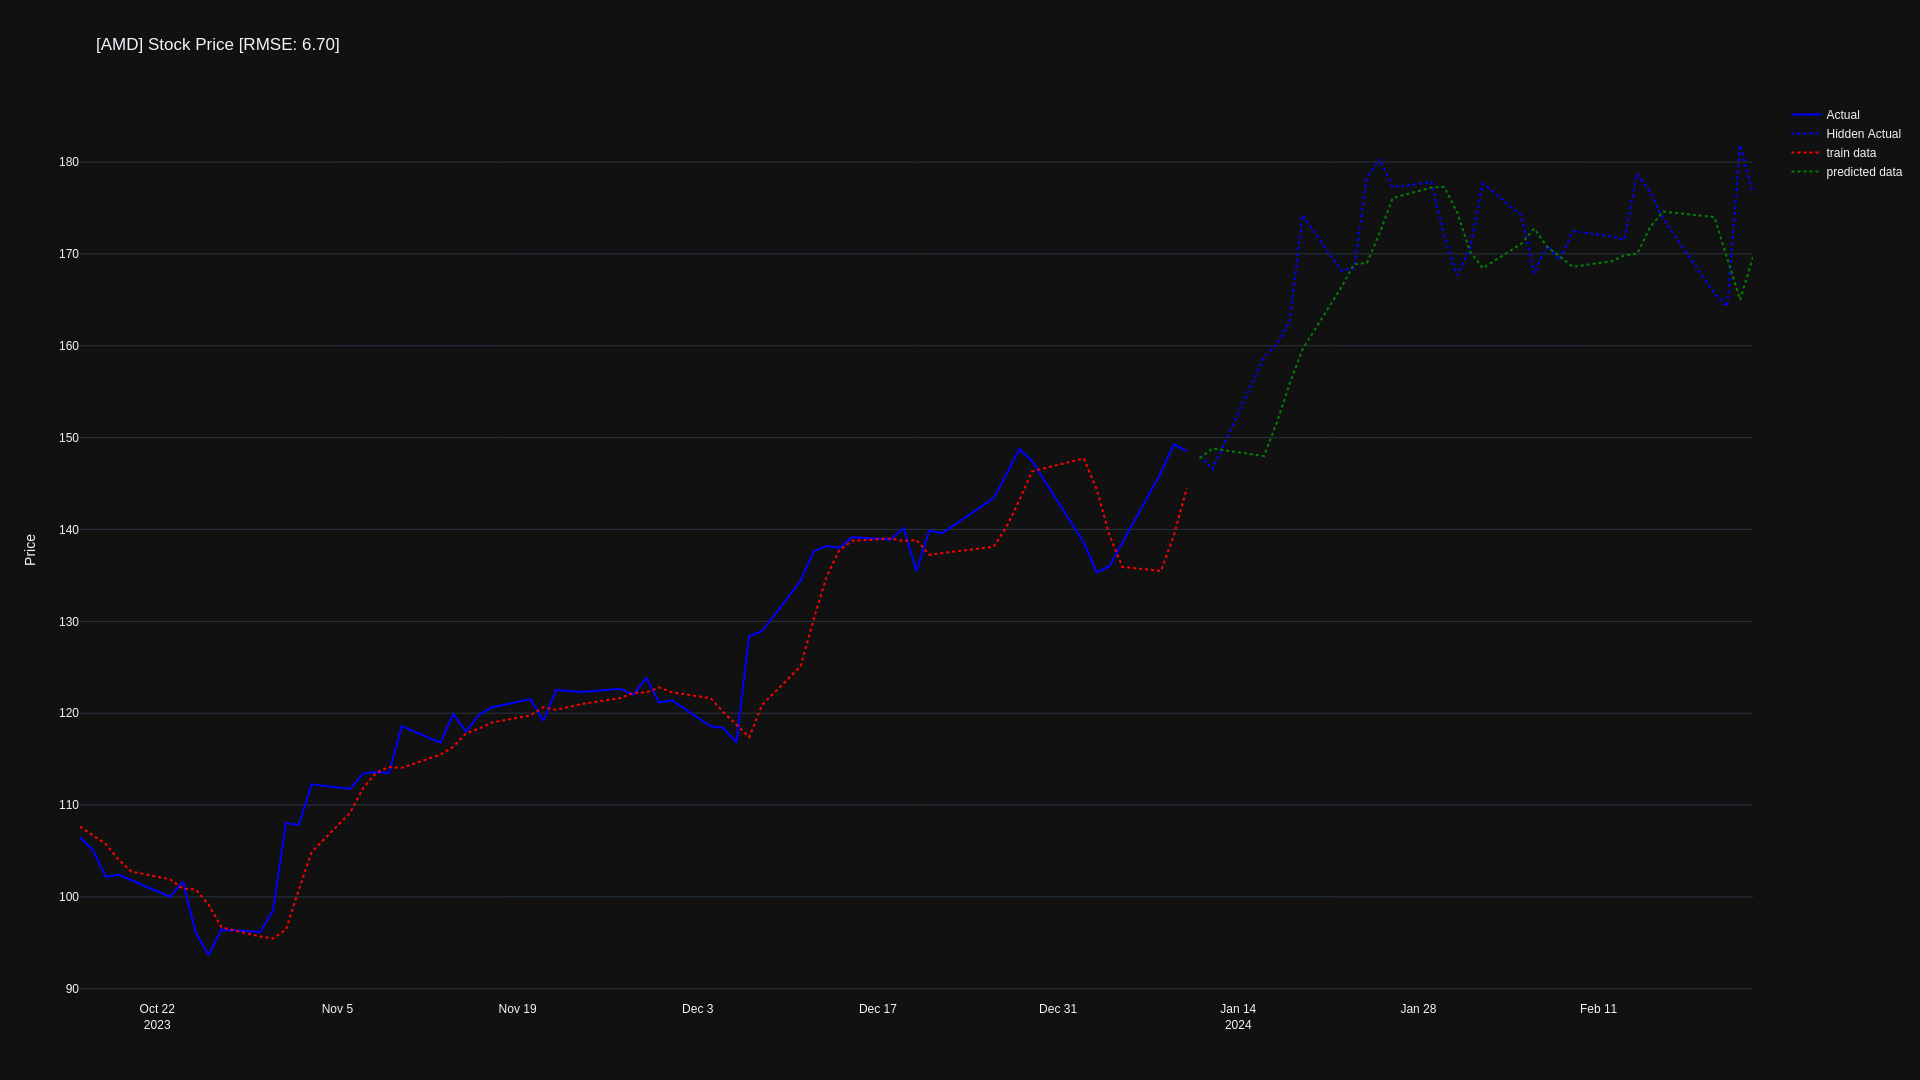 [AMD] Stock Price [RMSE: 6.70]
Actual
Hidden Actual
train data
predicted data
180
170
160
150
140
130
120
110
100
90
Price
Oct 22 Nov 5 Nov 19 Dec 3 Dec 17 Dec 31 Jan 14 Jan 28 Feb 11
2023 2024